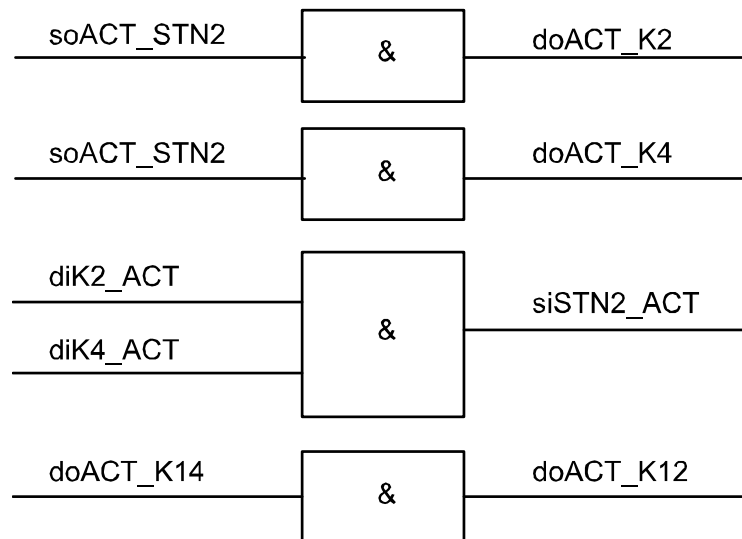 soACT_STN2 & doACT_K2
soACT_STN2 & doACT_K4
diK2_ACT
& siSTN2_ACT
diK4_ACT
doACT_K14 & doACT_K12